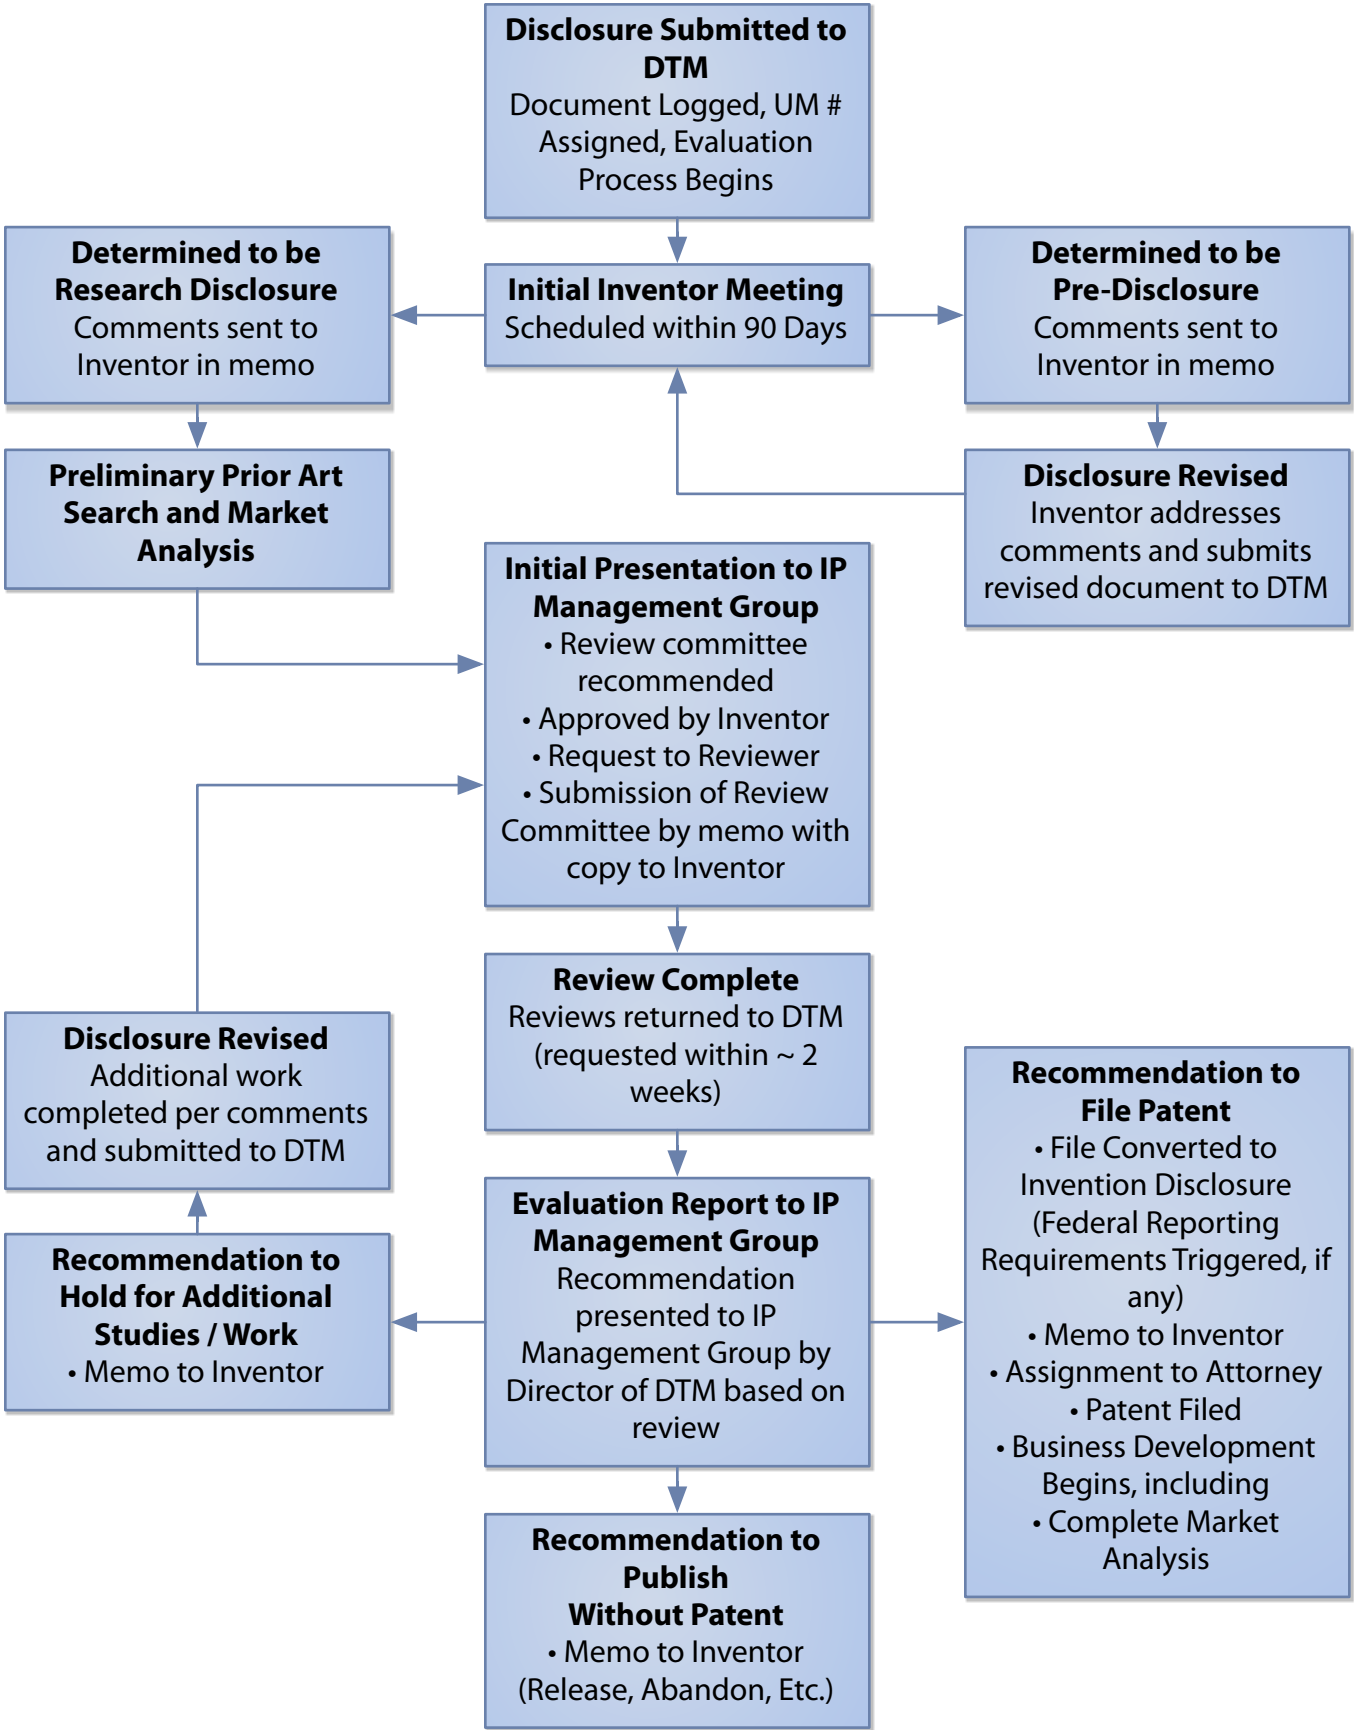 Disclosure Submitted to
DTM
Document Logged, UM #
Assigned, Evaluation
Process Begins
Determined to be
Research Disclosure
Comments sent to
Inventor in memo
Initial Inventor Meeting
Scheduled within 90 Days
Determined to be
Pre-Disclosure
Comments sent to
Inventor in memo
Preliminary Prior Art
Search and Market
Analysis
Disclosure Revised
Inventor addresses
comments and submits
revised document to DTM
Initial Presentation to IP
Management Group
• Review committee
recommended
• Approved by Inventor
• Request to Reviewer
• Submission of Review
Committee by memo with
copy to Inventor
Review Complete
Reviews returned to DTM
(requested within ~ 2
weeks)
Disclosure Revised
Additional work
completed per comments
and submitted to DTM
Recommendation to
Hold for Additional
Studies / Work
• Memo to Inventor
Evaluation Report to IP
Management Group
Recommendation
presented to IP
Management Group by
Director of DTM based on
review
Recommendation to
File Patent
• File Converted to
Invention Disclosure
(Federal Reporting
Requirements Triggered, if
any)
• Memo to Inventor
• Assignment to Attorney
• Patent Filed
• Business Development
Begins, including
• Complete Market
Analysis
Recommendation to
Publish
Without Patent
• Memo to Inventor
(Release, Abandon, Etc.)